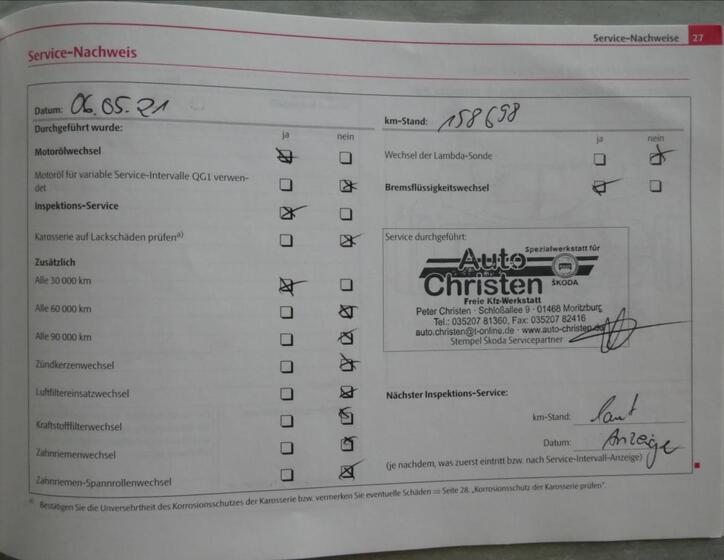 Service-Nachweise 27
Service-Nachweis
Datum: 06.05.21
km-Stand: 158698
Durchgeführt wurde:
ja nein
ja nein
Motorölwechsel
Wechsel der Lambda-Sonde
Motoröl für variable Service-Intervalle QG1 verwen-
det
Bremsflüssigkeitswechsel
Inspektions-Service
Karosserie auf Lackschäden prüfen a)
Service durchgeführt:
Zusätzlich
Alle 30 000 km
Alle 60 000 km
Alle 90 000 km
Zündkerzenwechsel
Luftfiltereinsatzwechsel
Kraftstofffilterwechsel
Zahnriemenwechsel
Zahnriemen-Spannrollenwechsel
Spezialwerkstatt für
Auto
Christen ŠKODA
Freie Kfz-Werkstatt
Peter Christen · Schloßallee 9 · 01468 Moritzburg
Tel.: 035207 81360, Fax: 035207 82416
auto.christen@t-online.de · www.auto-christen.de
Stempel Škoda Servicepartner
Nächster Inspektions-Service:
km-Stand: laut
Datum: Anzeige
(je nachdem, was zuerst eintritt bzw. nach Service-Intervall-Anzeige)
a) Bestätigen Sie die Unversehrtheit des Korrosionsschutzes der Karosserie bzw. vermerken Sie eventuelle Schäden ⇒ Seite 28, „Korrosionsschutz der Karosserie prüfen".